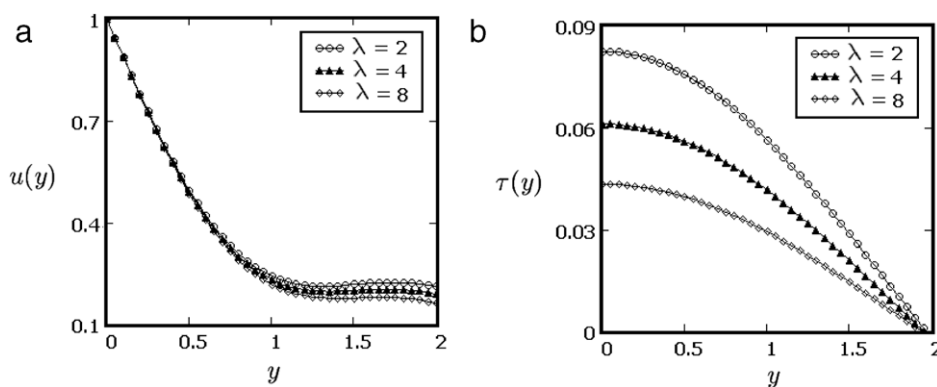 a
1
0.7
0.4
0.1
u(y)
λ = 2
λ = 4
λ = 8
0 0.5 1 1.5 2
y
b
0.09
0.06
0.03
0
τ(y)
λ = 2
λ = 4
λ = 8
0 0.5 1 1.5 2
y